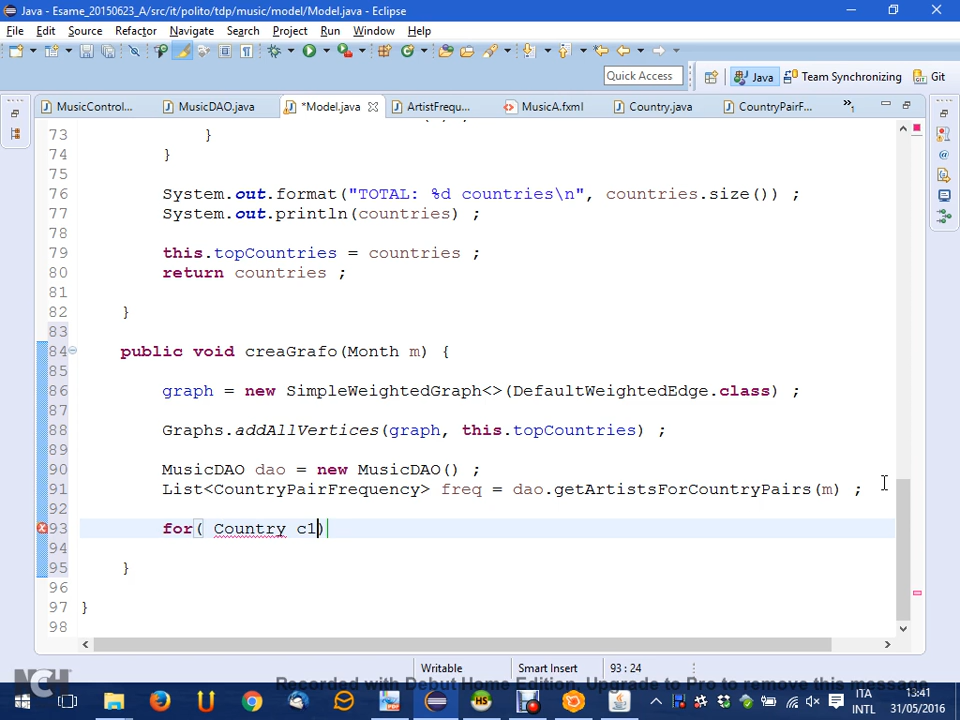 Java - Esame_20150623_A/src/it/polito/tdp/music/model/Model.java - Eclipse
File Edit Source Refactor Navigate Search Project Run Window Help
Quick Access Java Team Synchronizing Git
MusicControl... MusicDAO.java *Model.java ArtistFrequ... MusicA.fxml Country.java CountryPairF... »1
73 }
74 }
75
76 System.out.format("TOTAL: %d countries\n", countries.size()) ;
77 System.out.println(countries) ;
78
79 this.topCountries = countries ;
80 return countries ;
81
82 }
83
84 public void creaGrafo(Month m) {
85
86 graph = new SimpleWeightedGraph<>(DefaultWeightedEdge.class) ;
87
88 Graphs.addAllVertices(graph, this.topCountries) ;
89
90 MusicDAO dao = new MusicDAO() ;
91 List<CountryPairFrequency> freq = dao.getArtistsForCountryPairs(m) ;
92
93 for( Country c1)
94
95 }
96
97 }
98
Writable Smart Insert 93 : 24
NCH
Recorded with Debut Home Edition, Upgrade to Pro to remove this message
HS
ITA 13:41
INTL 31/05/2016